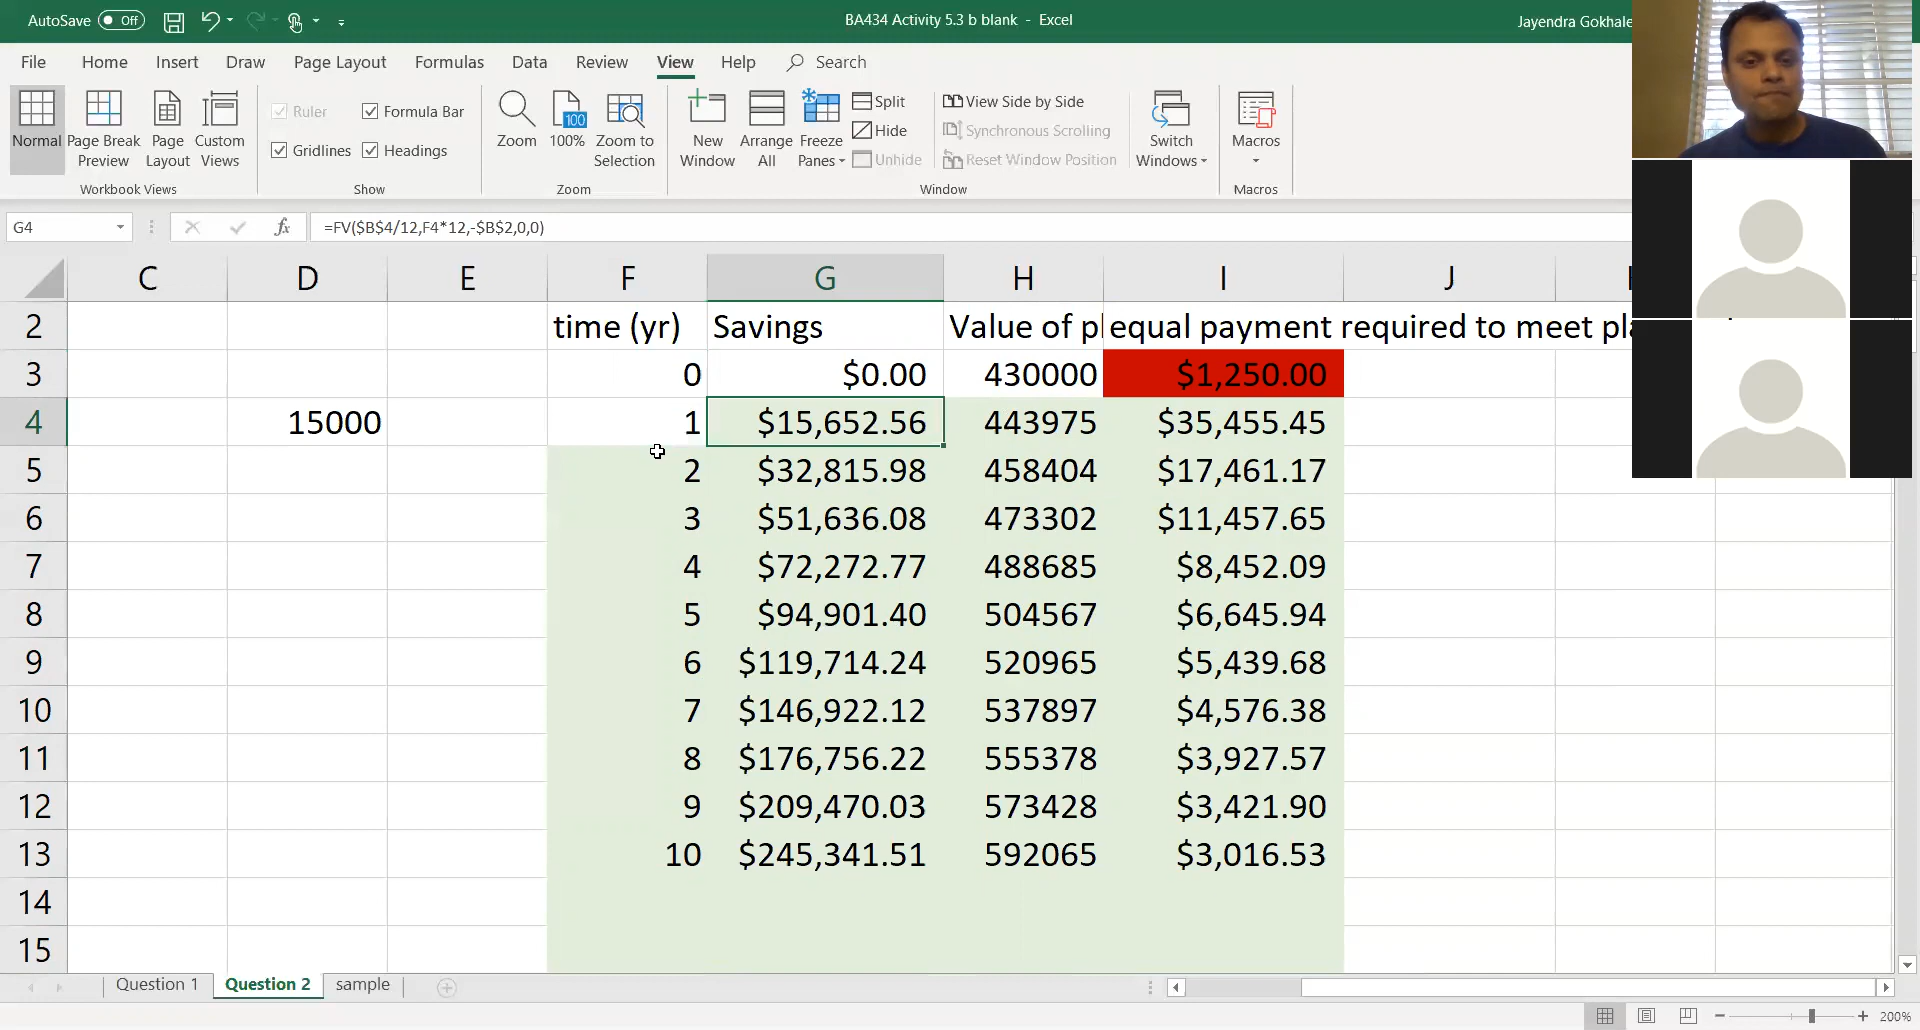 AutoSave Off BA434 Activity 5.3 b blank - Excel Jayendra Gokhale
File Home Insert Draw Page Layout Formulas Data Review View Help Search
Normal Page Break Preview Page Layout Custom Views
Workbook Views
Ruler Formula Bar
Gridlines Headings
Show
Zoom 100% Zoom to Selection
100
Zoom
New Window Arrange All Freeze Panes
Split
Hide
Unhide
View Side by Side
Synchronous Scrolling
Reset Window Position
Switch Windows
Window
Macros
Macros
G4 fx =FV($B$4/12,F4*12,-$B$2,0,0)
C D E F G H I J
2 time (yr) Savings Value of pl equal payment required to meet pla
3 0 $0.00 430000 $1,250.00
4 15000 1 $15,652.56 443975 $35,455.45
5 2 $32,815.98 458404 $17,461.17
6 3 $51,636.08 473302 $11,457.65
7 4 $72,272.77 488685 $8,452.09
8 5 $94,901.40 504567 $6,645.94
9 6 $119,714.24 520965 $5,439.68
10 7 $146,922.12 537897 $4,576.38
11 8 $176,756.22 555378 $3,927.57
12 9 $209,470.03 573428 $3,421.90
13 10 $245,341.51 592065 $3,016.53
14
15
Question 1 Question 2 sample
200%